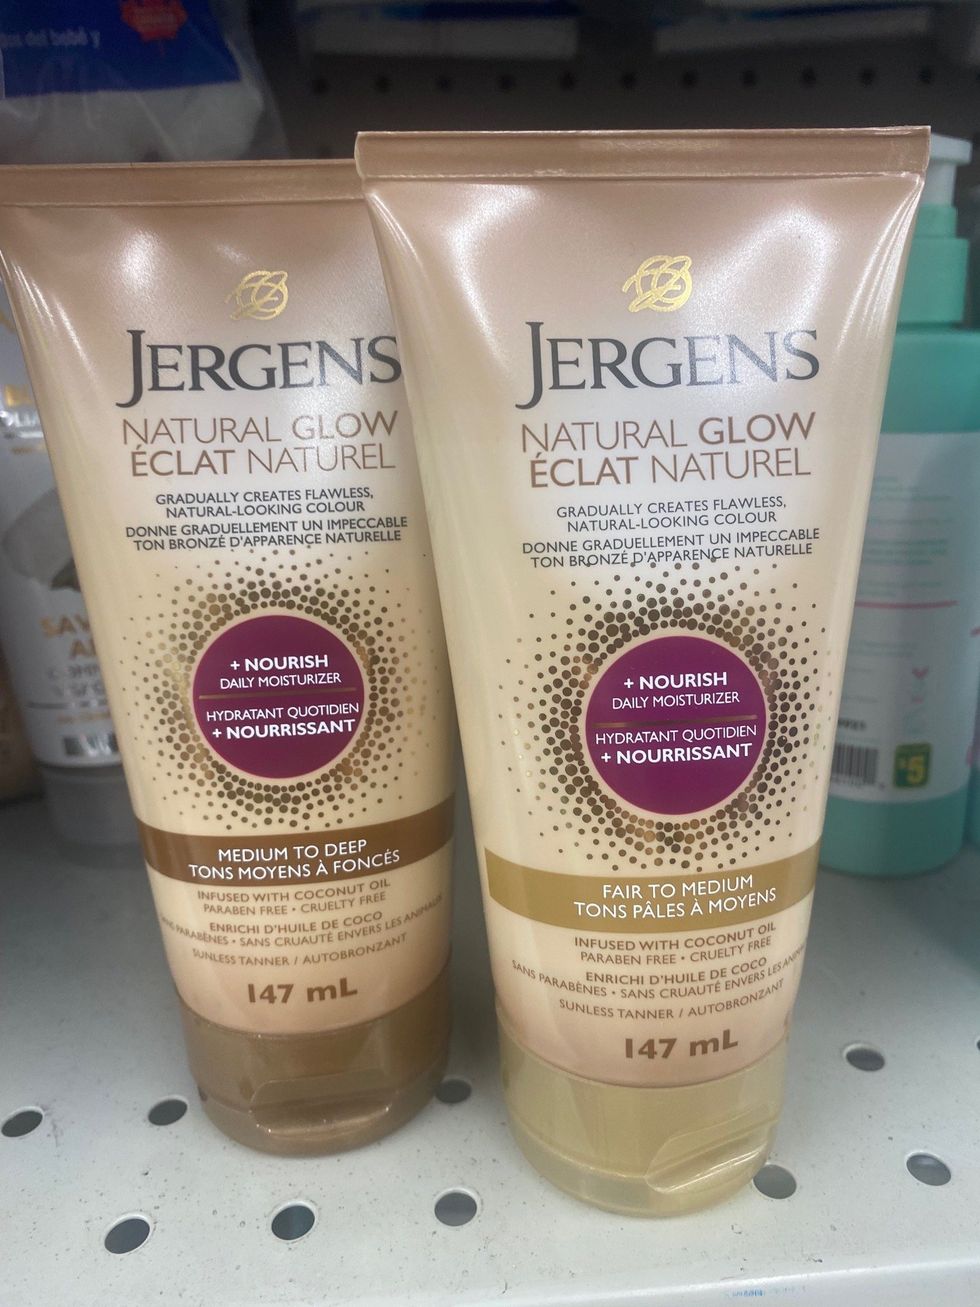 os del bebé y
JERGENS
NATURAL GLOW
ÉCLAT NATUREL
GRADUALLY CREATES FLAWLESS,
NATURAL-LOOKING COLOUR
DONNE GRADUELLEMENT UN IMPECCABLE
TON BRONZÉ D'APPARENCE NATURELLE
+ NOURISH
DAILY MOISTURIZER
HYDRATANT QUOTIDIEN
+ NOURRISSANT
MEDIUM TO DEEP
TONS MOYENS À FONCÉS
INFUSED WITH COCONUT OIL
PARABEN FREE • CRUELTY FREE
ENRICHI D'HUILE DE COCO
SANS PARABÈNES • SANS CRUAUTÉ ENVERS LES ANIMAUX
SUNLESS TANNER / AUTOBRONZANT
147 mL
JERGENS
NATURAL GLOW
ÉCLAT NATUREL
GRADUALLY CREATES FLAWLESS,
NATURAL-LOOKING COLOUR
DONNE GRADUELLEMENT UN IMPECCABLE
TON BRONZÉ D'APPARENCE NATURELLE
+ NOURISH
DAILY MOISTURIZER
HYDRATANT QUOTIDIEN
+ NOURRISSANT
FAIR TO MEDIUM
TONS PÂLES À MOYENS
INFUSED WITH COCONUT OIL
PARABEN FREE • CRUELTY FREE
ENRICHI D'HUILE DE COCO
SANS PARABÈNES • SANS CRUAUTÉ ENVERS LES ANIM
SUNLESS TANNER / AUTOBRONZANT
147 mL
$5